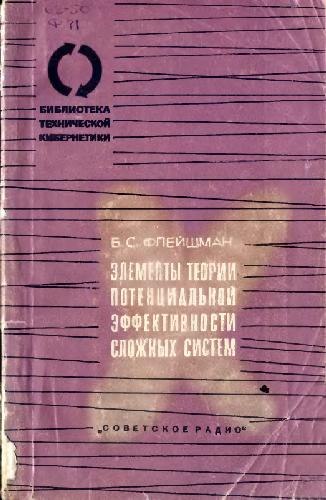 БИБЛИОТЕКА
ТЕХНИЧЕСКОЙ
КИБЕРНЕТИКИ
Б. С. ФЛЕЙШМАН
ЭЛЕМЕНТЫ ТЕОРИИ
ПОТЕНЦИАЛЬНОЙ
ЭФФЕКТИВНОСТИ
СЛОЖНЫХ СИСТЕМ
„СОВЕТСКОЕ РАДИО“